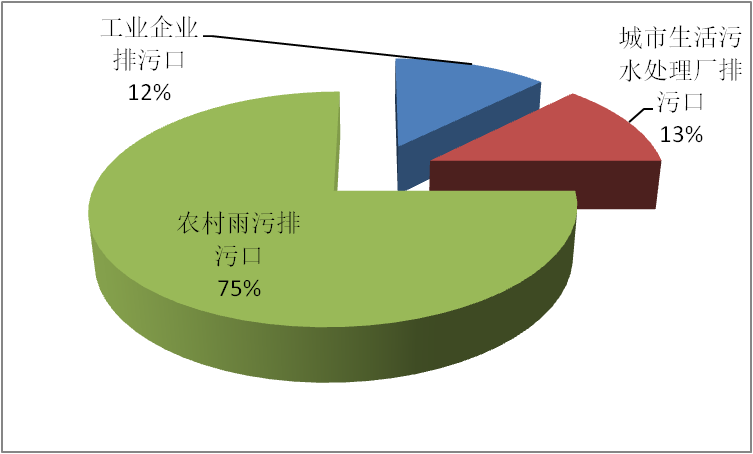 工业企业
排污口
12%
城市生活污
水处理厂排
污口
13%
农村雨污排
污口
75%